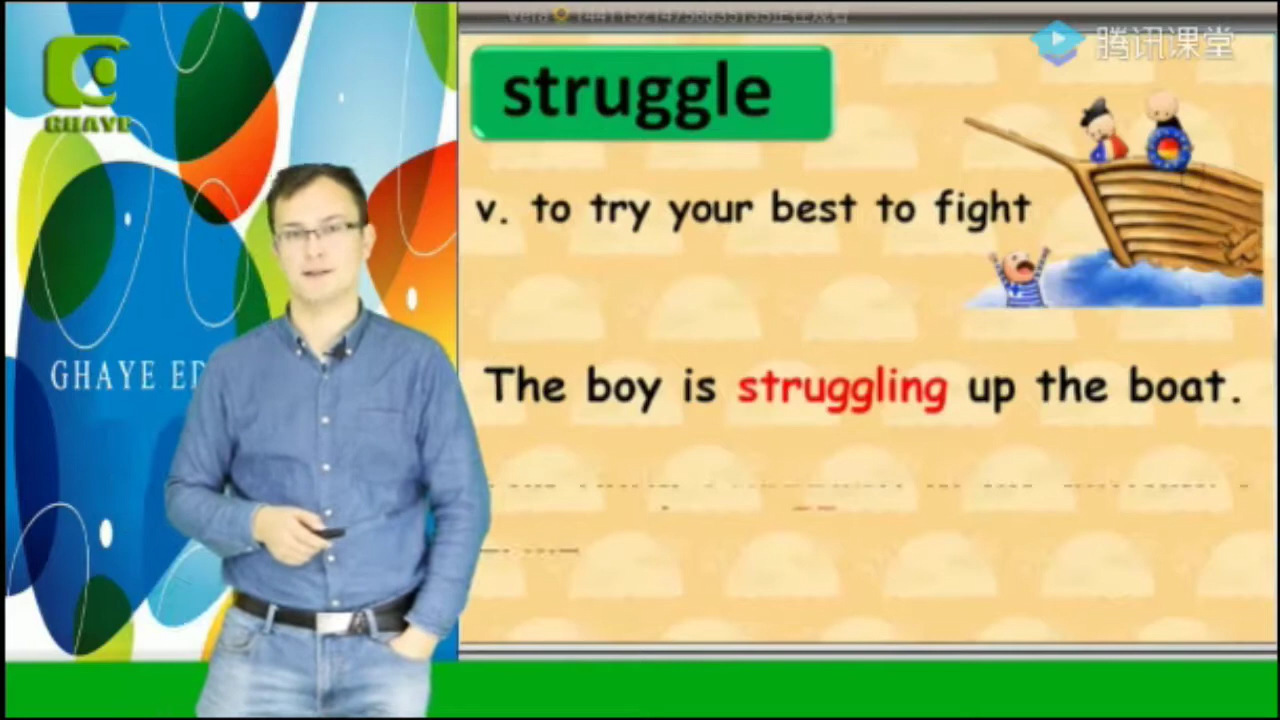 腾讯课堂
GHAYE
struggle
v. to try your best to fight
GHAYE ED
The boy is struggling up the boat.